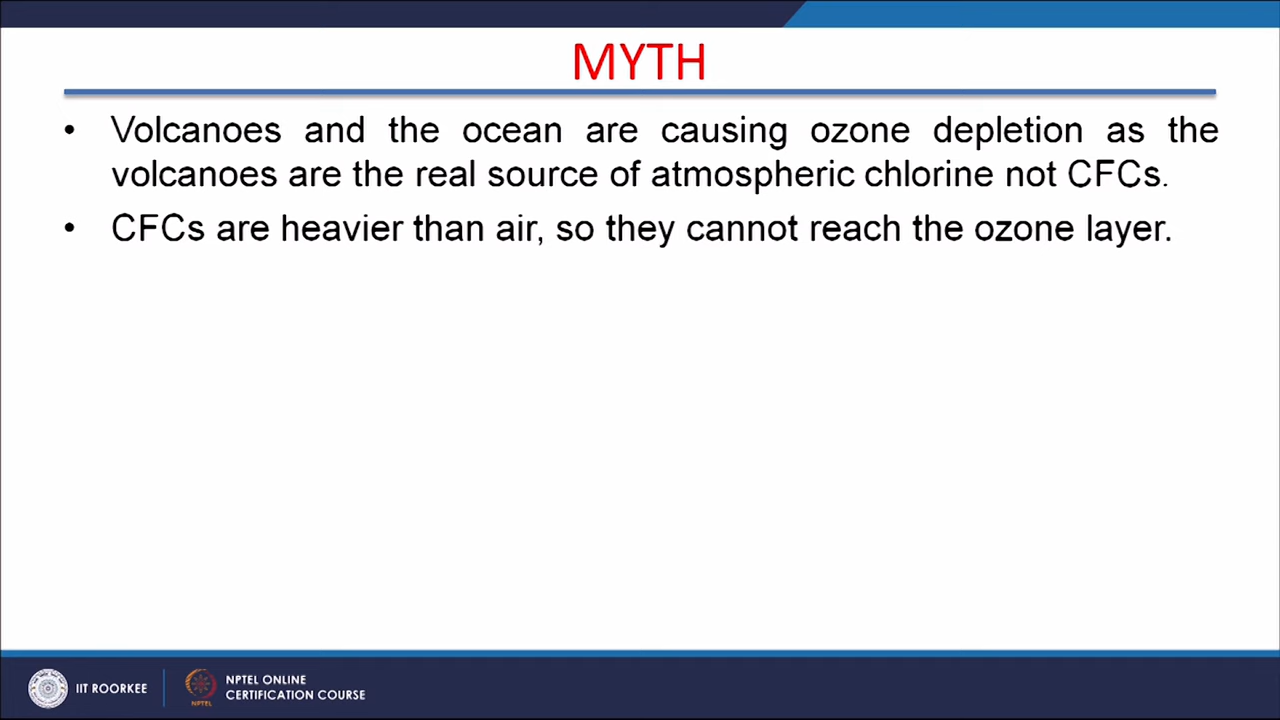 MYTH
• Volcanoes and the ocean are causing ozone depletion as the
volcanoes are the real source of atmospheric chlorine not CFCs.
• CFCs are heavier than air, so they cannot reach the ozone layer.
IIT ROORKEE
NPTEL
NPTEL ONLINE
CERTIFICATION COURSE